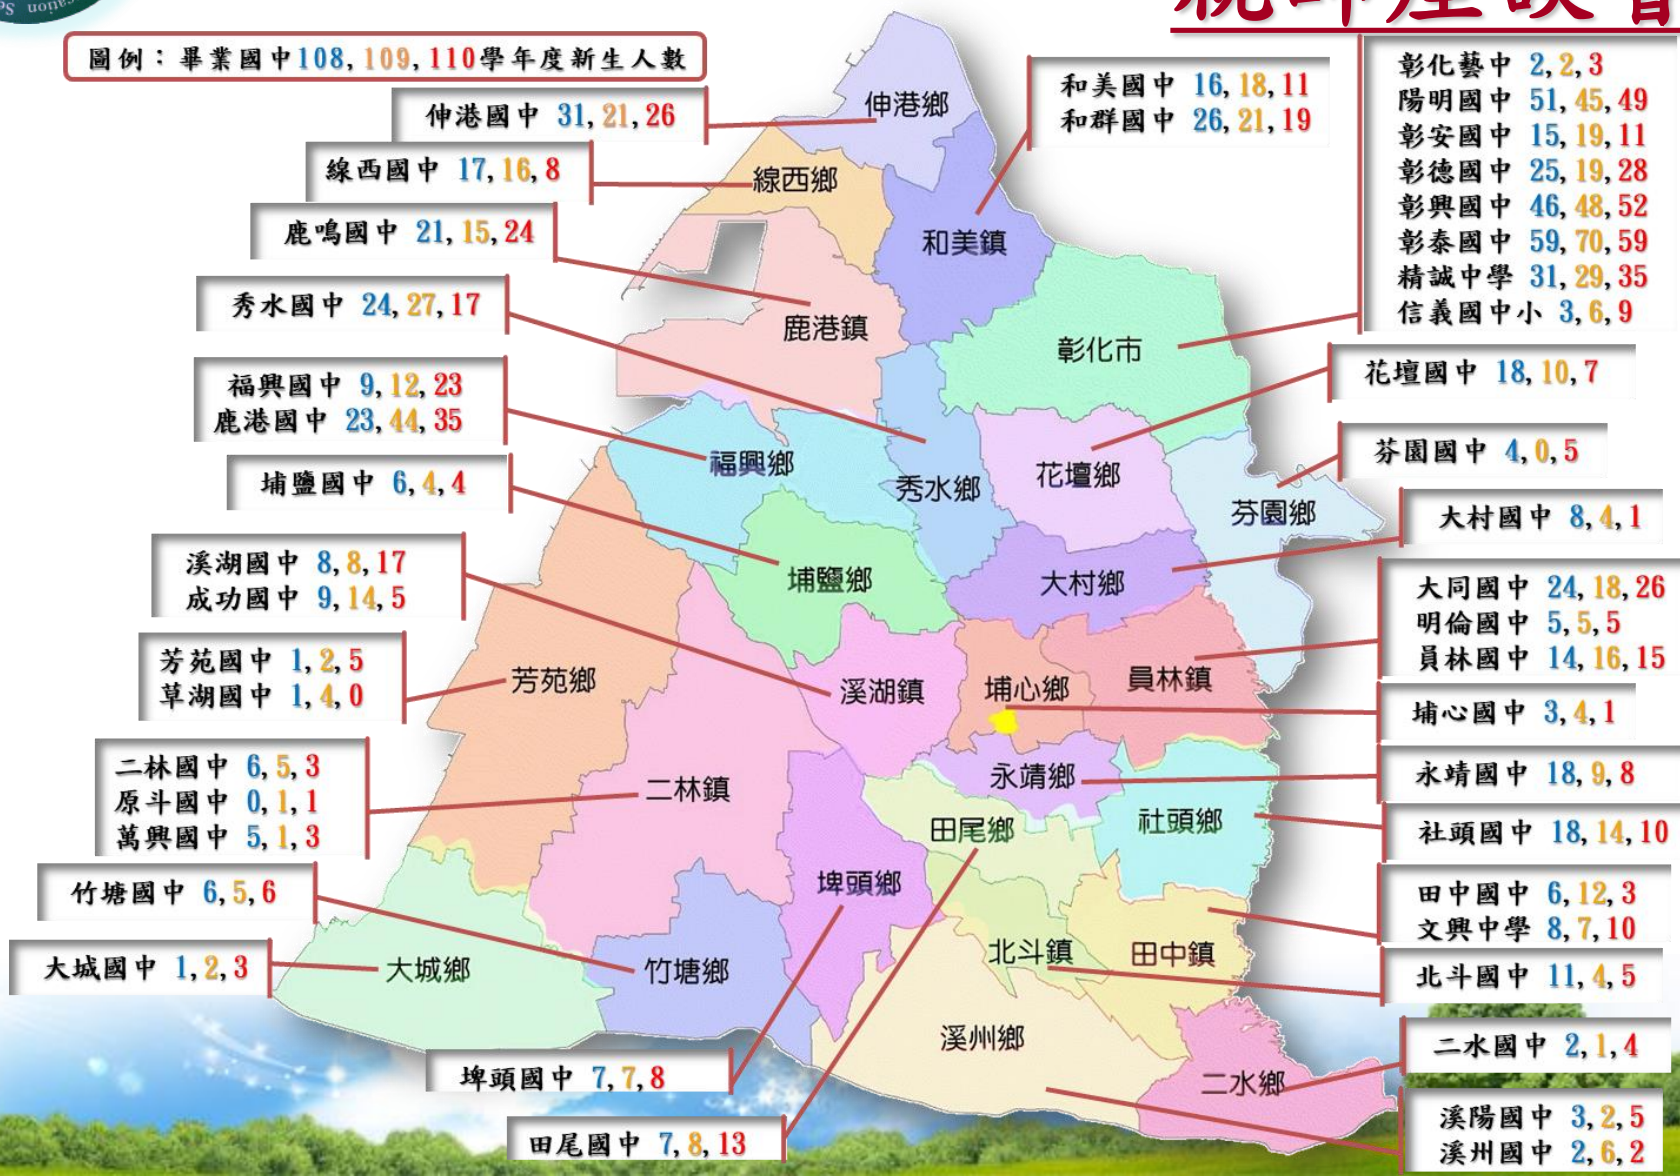 親師座談會
圖例：畢業國中108, 109, 110學年度新生人數
伸港國中 31, 21, 26
線西國中 17, 16, 8
鹿鳴國中 21, 15, 24
秀水國中 24, 27, 17
福興國中 9, 12, 23
鹿港國中 23, 44, 35
埔鹽國中 6, 4, 4
溪湖國中 8, 8, 17
成功國中 9, 14, 5
芳苑國中 1, 2, 5
草湖國中 1, 4, 0
二林國中 6, 5, 3
原斗國中 0, 1, 1
萬興國中 5, 1, 3
竹塘國中 6, 5, 6
大城國中 1, 2, 3
埤頭國中 7, 7, 8
田尾國中 7, 8, 13
伸港鄉
線西鄉
和美鎮
鹿港鎮
彰化市
福興鄉
秀水鄉
花壇鄉
芬園鄉
埔鹽鄉
大村鄉
芳苑鄉
溪湖鎮
埔心鄉
員林鎮
二林鎮
永靖鄉
田尾鄉
社頭鄉
埤頭鄉
北斗鎮
田中鎮
大城鄉
竹塘鄉
溪州鄉
二水鄉
和美國中 16, 18, 11
和群國中 26, 21, 19
彰化藝中 2, 2, 3
陽明國中 51, 45, 49
彰安國中 15, 19, 11
彰德國中 25, 19, 28
彰興國中 46, 48, 52
彰泰國中 59, 70, 59
精誠中學 31, 29, 35
信義國中小 3, 6, 9
花壇國中 18, 10, 7
芬園國中 4, 0, 5
大村國中 8, 4, 1
大同國中 24, 18, 26
明倫國中 5, 5, 5
員林國中 14, 16, 15
埔心國中 3, 4, 1
永靖國中 18, 9, 8
社頭國中 18, 14, 10
田中國中 6, 12, 3
文興中學 8, 7, 10
北斗國中 11, 4, 5
二水國中 2, 1, 4
溪陽國中 3, 2, 5
溪州國中 2, 6, 2